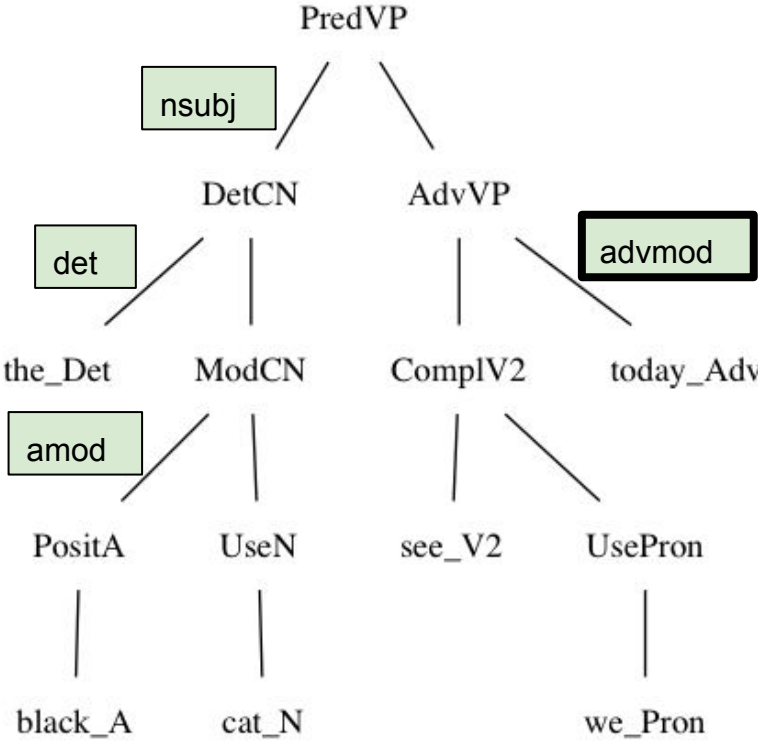 PredVP
nsubj
DetCN AdvVP
det advmod
the_Det ModCN ComplV2 today_Adv
amod
PositA UseN see_V2 UsePron
black_A cat_N we_Pron